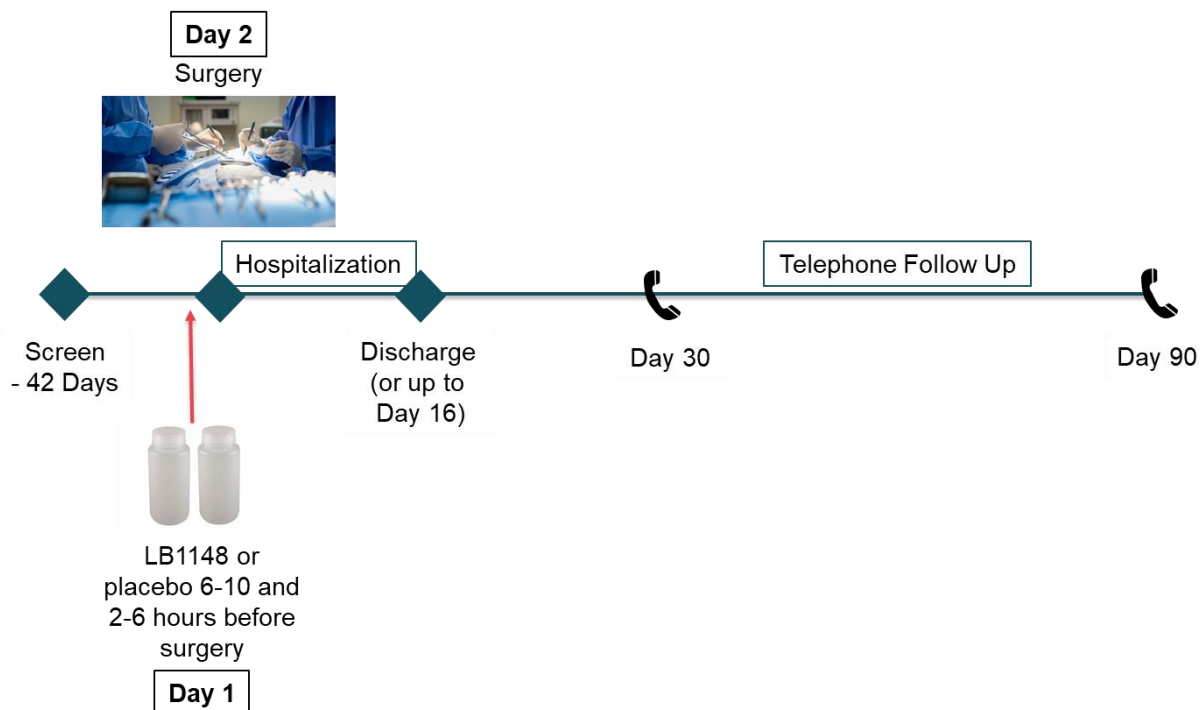 Day 2
Surgery
Hospitalization
Telephone Follow Up
Screen
- 42 Days
Discharge
(or up to
Day 16)
Day 30
Day 90
LB1148 or
placebo 6-10 and
2-6 hours before
surgery
Day 1